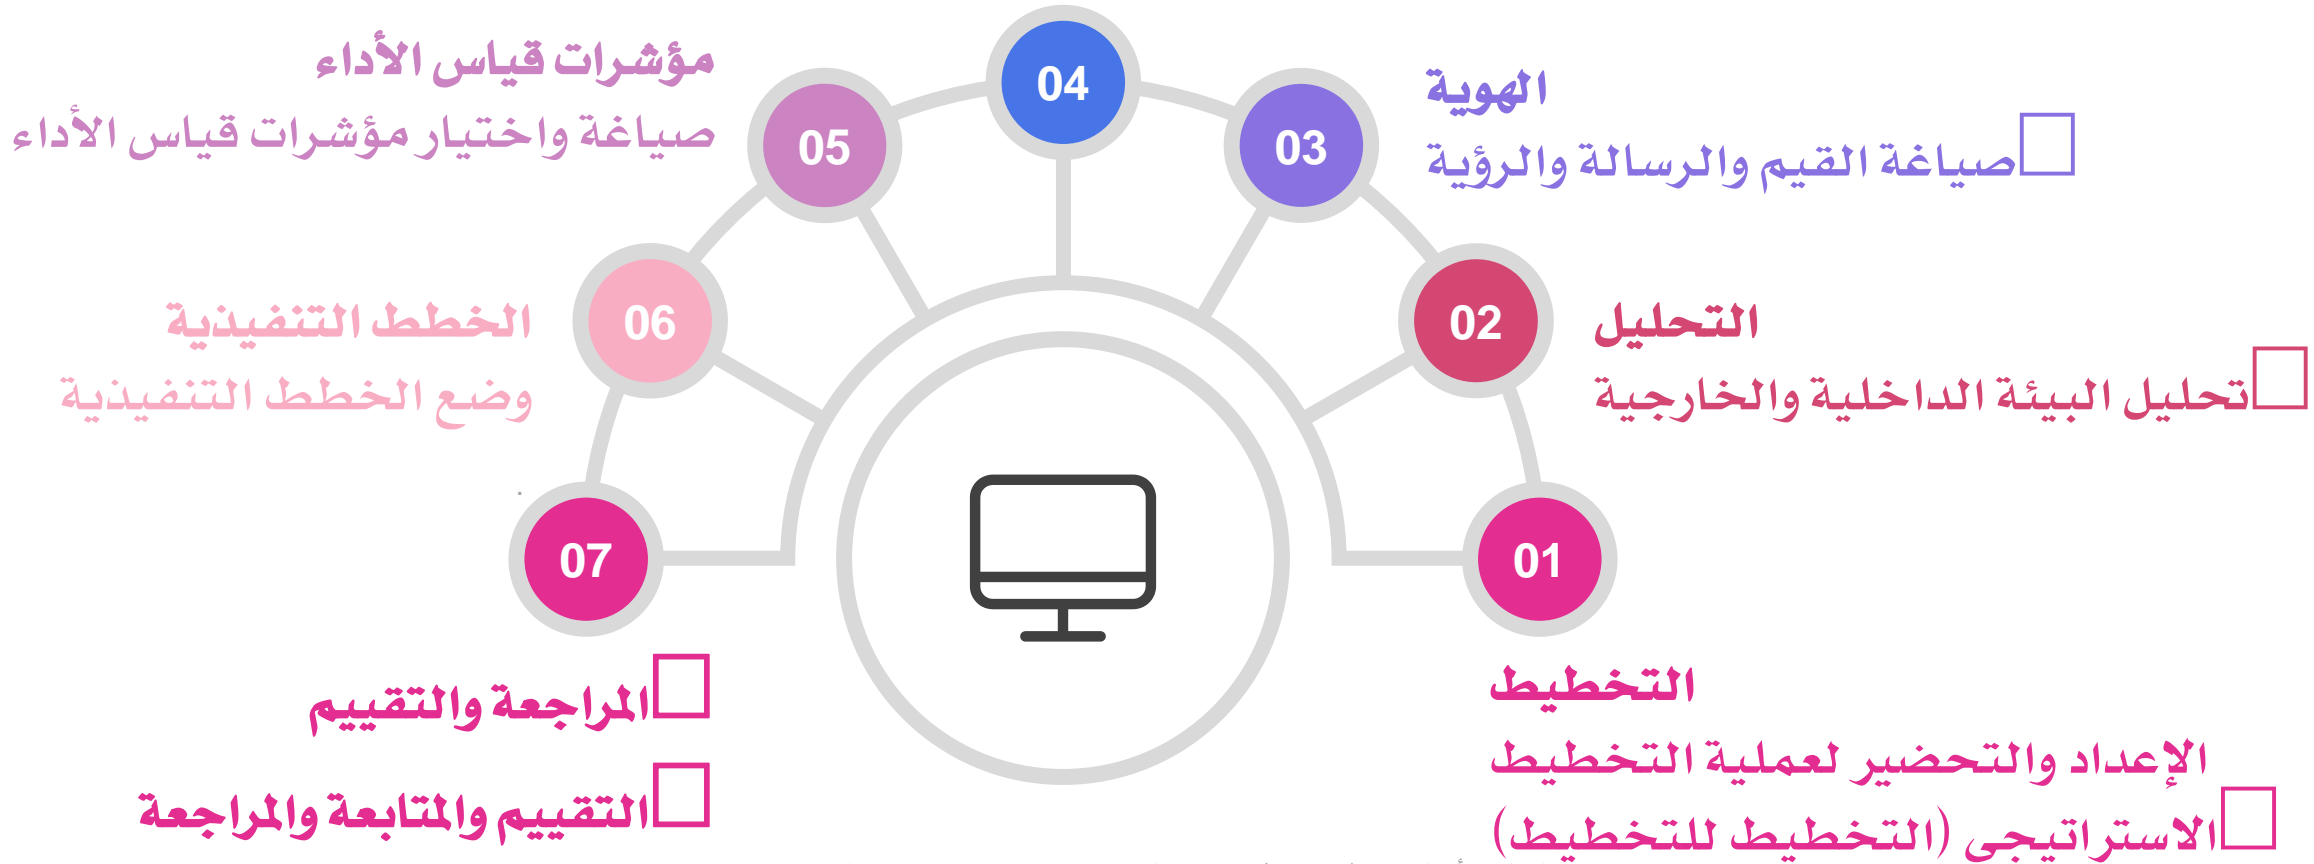 01
التخطيط
الإعداد والتحضير لعملية التخطيط
الاستراتيجي (التخطيط للتخطيط)
02
التحليل
تحليل البيئة الداخلية والخارجية
03
الهوية
صياغة القيم والرسالة والرؤية
04
05
مؤشرات قياس الأداء
صياغة واختيار مؤشرات قياس الأداء
06
الخطط التنفيذية
وضع الخطط التنفيذية
07
المراجعة والتقييم
التقييم والمتابعة والمراجعة